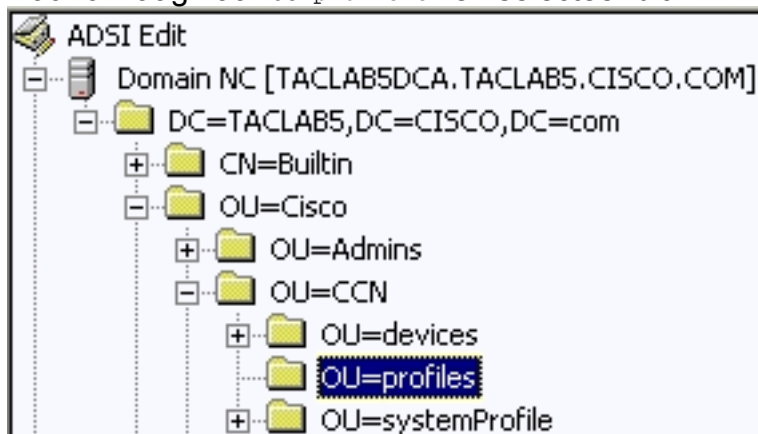 ADSI Edit
Domain NC [TACLAB5DCA.TACLAB5.CISCO.COM]
DC=TACLAB5,DC=CISCO,DC=com
CN=Builtin
OU=Cisco
OU=Admins
OU=CCN
OU=devices
OU=profiles
OU=systemProfile